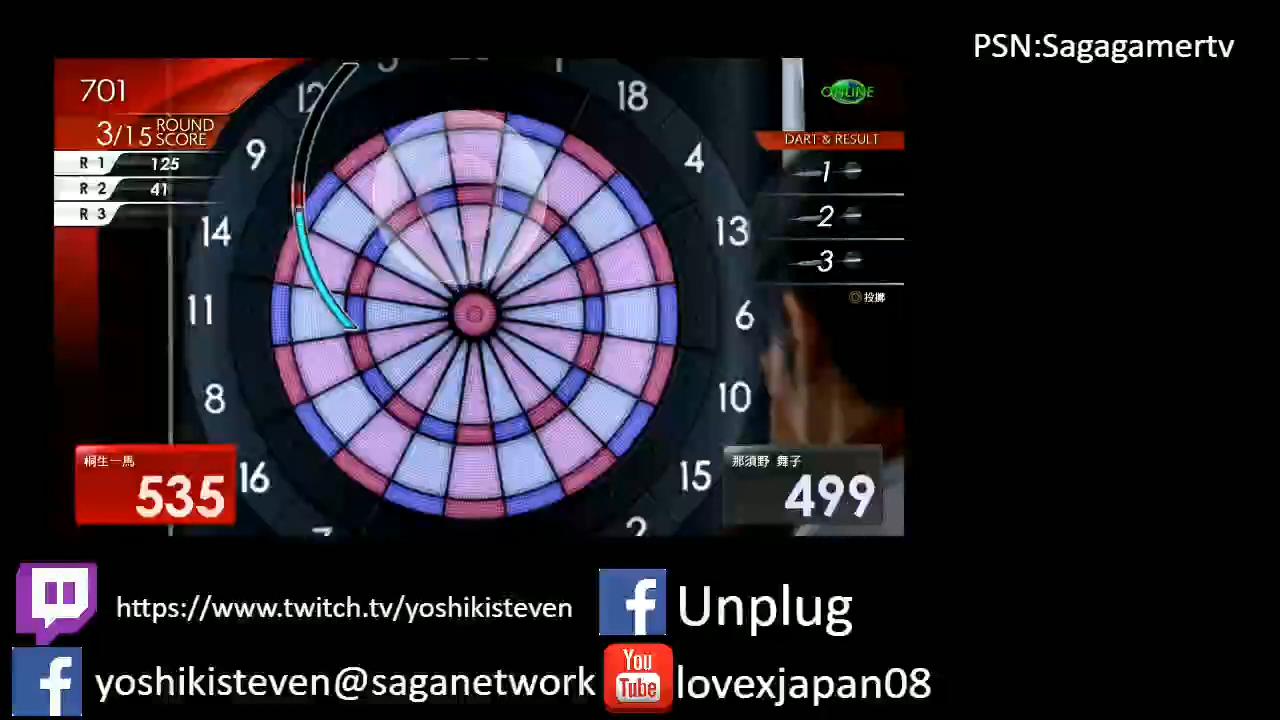 PSN:Sagagamertv
701
3/15 ROUND SCORE
R 1 125
R 2 41
R 3
ONLINE
DART & RESULT
1
2
3
投擲
12
18
9
4
14
13
11
6
8
10
16
15
2
桐生一馬
535
那須野 舞子
499
https://www.twitch.tv/yoshikisteven
f Unplug
f yoshikisteven@saganetwork
You Tube lovexjapan08